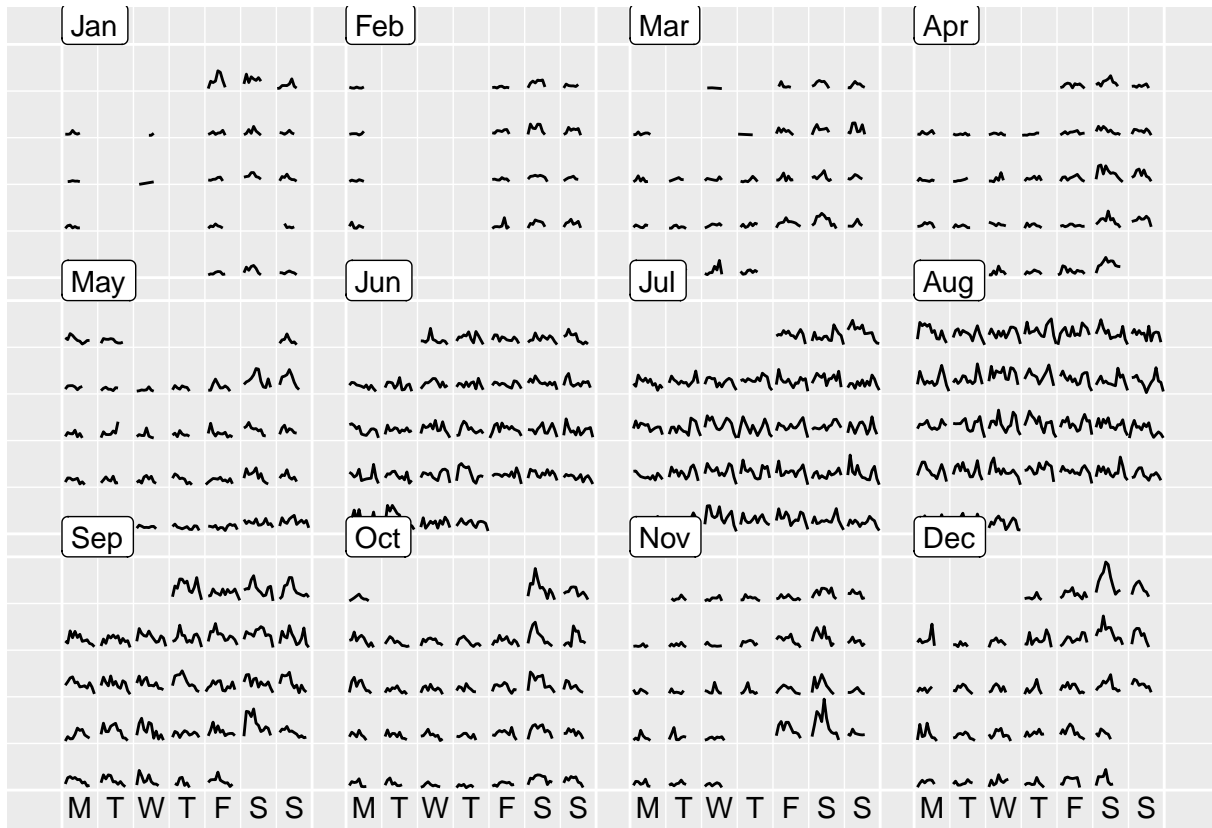 Jan Feb Mar Apr
May Jun Jul Aug
Sep Oct Nov Dec
M T W T F S S M T W T F S S M T W T F S S M T W T F S S